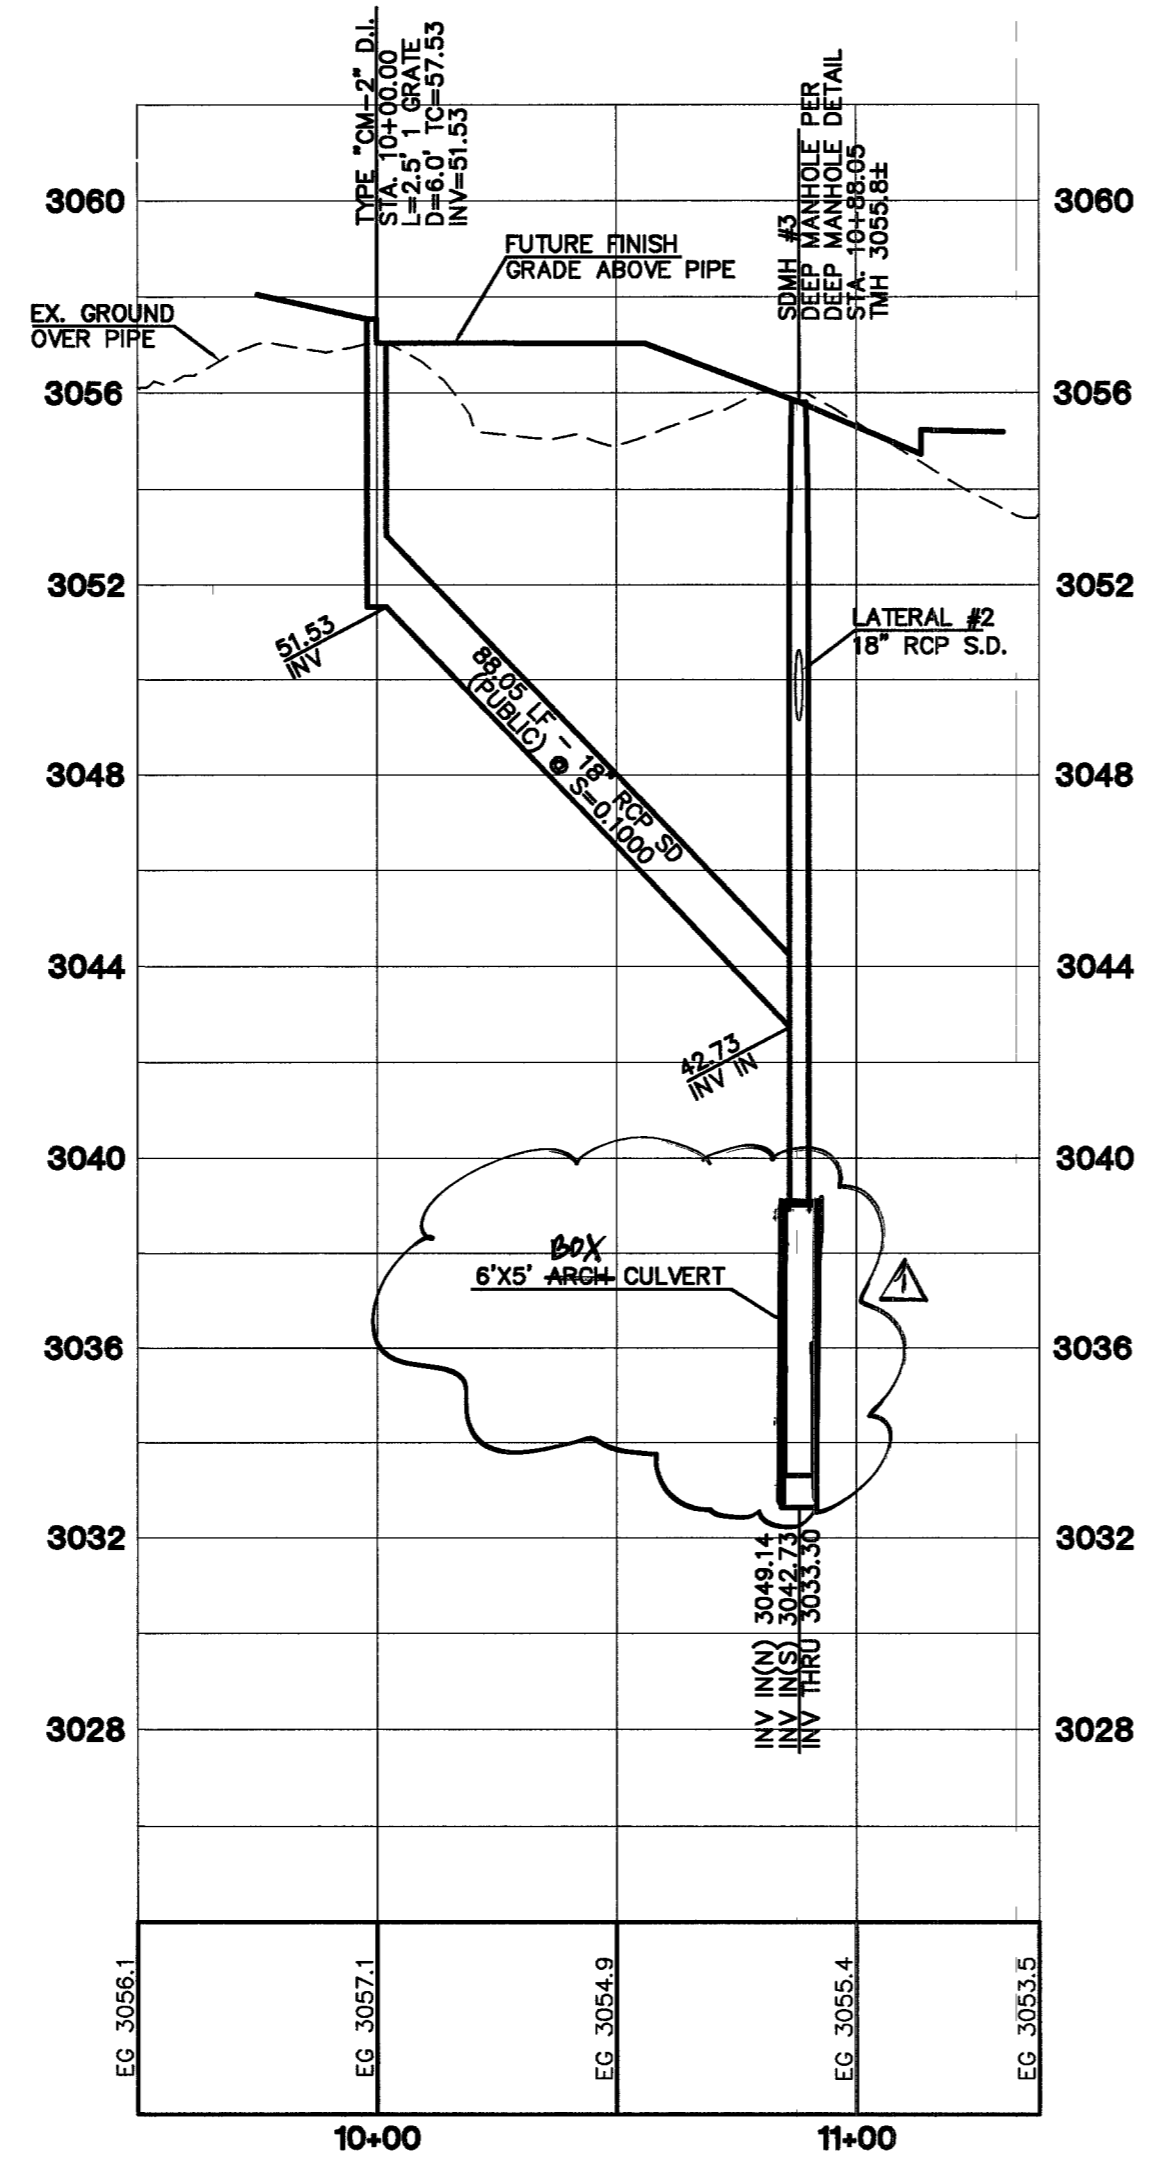 TYPE "CM-2" D.I.
STA. 10+00.00
L=2.5' 1 GRATE
D=6.0' TC=57.53
INV=51.53
SDMH #3
DEEP MANHOLE PER
DEEP MANHOLE DETAIL
STA. 10+88.05
TMH 3055.8±
3060
3060
FUTURE FINISH
GRADE ABOVE PIPE
EX. GROUND
OVER PIPE
3056
3056
3052
3052
51.53
INV
LATERAL #2
18" RCP S.D.
88.05 LF - 18" RCP SD
(PUBLIC) @ S=0.1000
3048
3048
3044
3044
42.73
INV IN
3040
3040
BOX
6'X5' ARCH CULVERT
1
3036
3036
3032
3032
INV IN(N) 3049.14
INV IN(S) 3042.73
INV THRU 3033.30
3028
3028
EG 3056.1
EG 3057.1
EG 3054.9
EG 3055.4
EG 3053.5
10+00
11+00